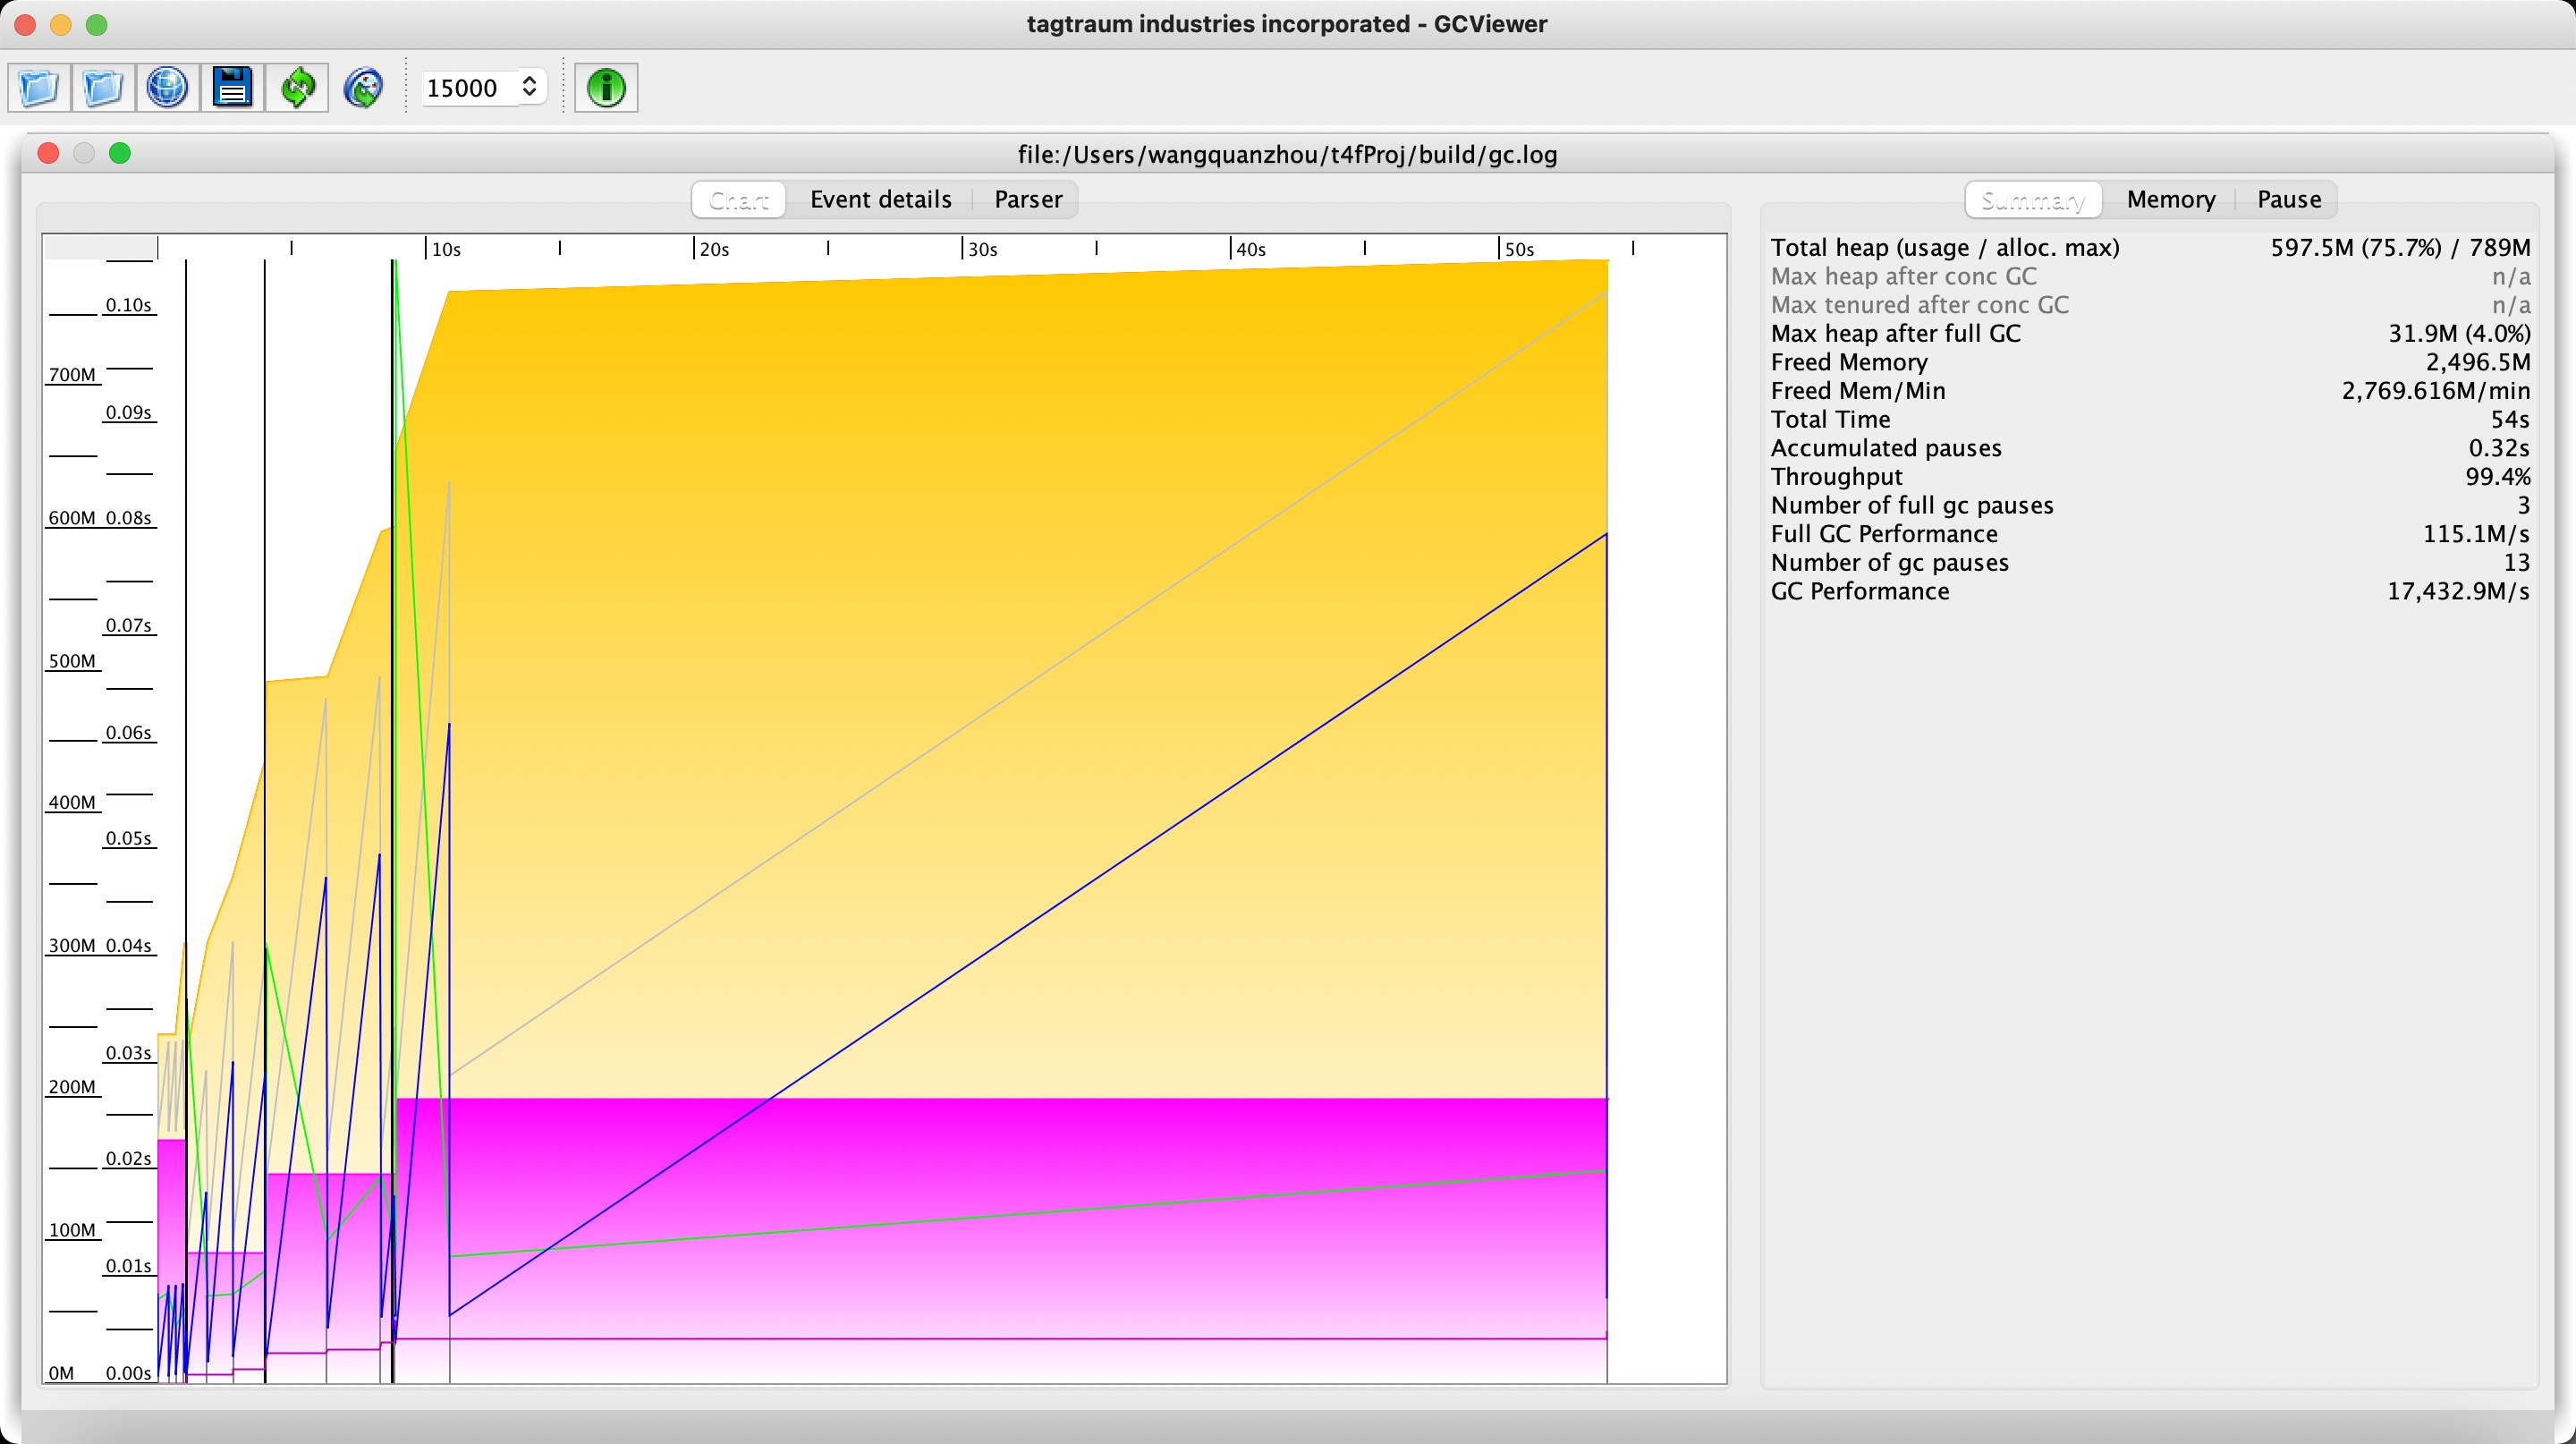 tagtraum industries incorporated - GCViewer
15000
file:/Users/wangquanzhou/t4fProj/build/gc.log
Chart Event details Parser
Summary Memory Pause
10s 20s 30s 40s 50s
0.10s
700M
0.09s
600M 0.08s
0.07s
500M
0.06s
400M
0.05s
300M 0.04s
0.03s
200M
0.02s
100M
0.01s
0M 0.00s
Total heap (usage / alloc. max) 597.5M (75.7%) / 789M
Max heap after conc GC n/a
Max tenured after conc GC n/a
Max heap after full GC 31.9M (4.0%)
Freed Memory 2,496.5M
Freed Mem/Min 2,769.616M/min
Total Time 54s
Accumulated pauses 0.32s
Throughput 99.4%
Number of full gc pauses 3
Full GC Performance 115.1M/s
Number of gc pauses 13
GC Performance 17,432.9M/s